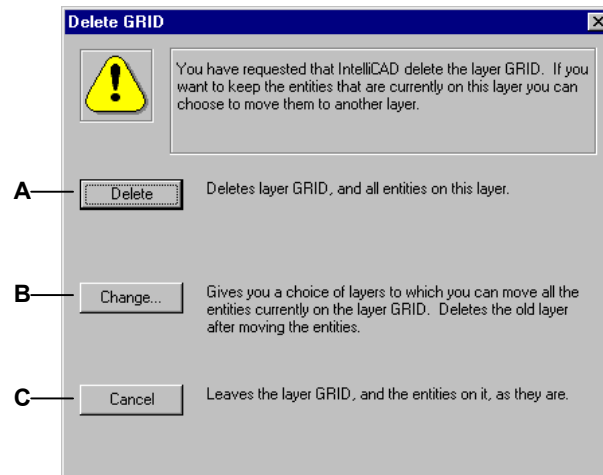 Delete GRID
You have requested that IntelliCAD delete the layer GRID. If you
want to keep the entities that are currently on this layer you can
choose to move them to another layer.
A
Delete
Deletes layer GRID, and all entities on this layer.
B
Change...
Gives you a choice of layers to which you can move all the
entities currently on the layer GRID. Deletes the old layer
after moving the entities.
C
Cancel
Leaves the layer GRID, and the entities on it, as they are.